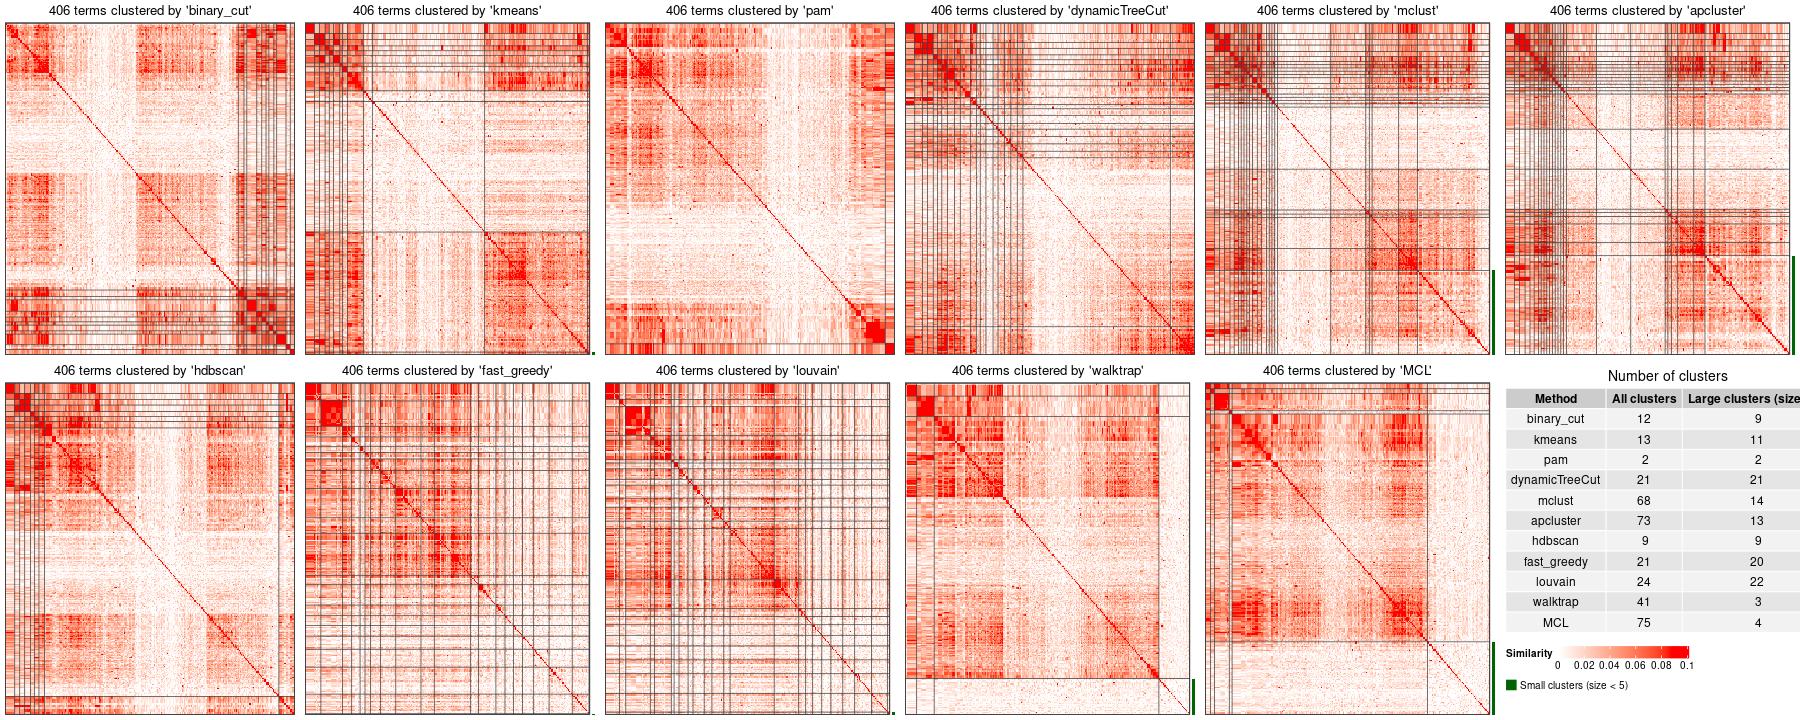 406 terms clustered by 'binary_cut'
406 terms clustered by 'kmeans'
406 terms clustered by 'pam'
406 terms clustered by 'dynamicTreeCut'
406 terms clustered by 'mclust'
406 terms clustered by 'apcluster'
406 terms clustered by 'hdbscan'
406 terms clustered by 'fast_greedy'
406 terms clustered by 'louvain'
406 terms clustered by 'walktrap'
406 terms clustered by 'MCL'
Number of clusters
Method All clusters Large clusters (size
binary_cut 12 9
kmeans 13 11
pam 2 2
dynamicTreeCut 21 21
mclust 68 14
apcluster 73 13
hdbscan 9 9
fast_greedy 21 20
louvain 24 22
walktrap 41 3
MCL 75 4
Similarity
0 0.02 0.04 0.06 0.08 0.1
Small clusters (size < 5)